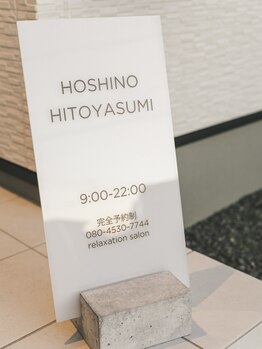 HOSHINO
HITOYASUMI
9:00-22:00
完全予約制
080-4530-7744
relaxation salon